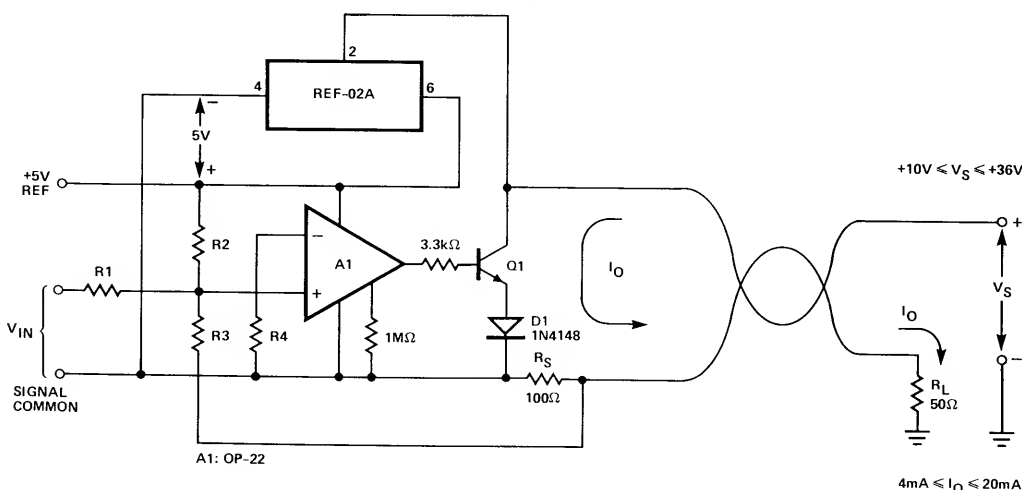 2
4
REF-02A
6
−
5V
+
+5V
REF
+10V ≤ VS ≤ +36V
R2
−
A1
+
3.3kΩ
Q1
IO
+
R1
VS
VIN
R3
R4
1MΩ
D1
1N4148
IO
RS
100Ω
−
SIGNAL
COMMON
RL
50Ω
A1: OP-22
4mA ≤ IO ≤ 20mA